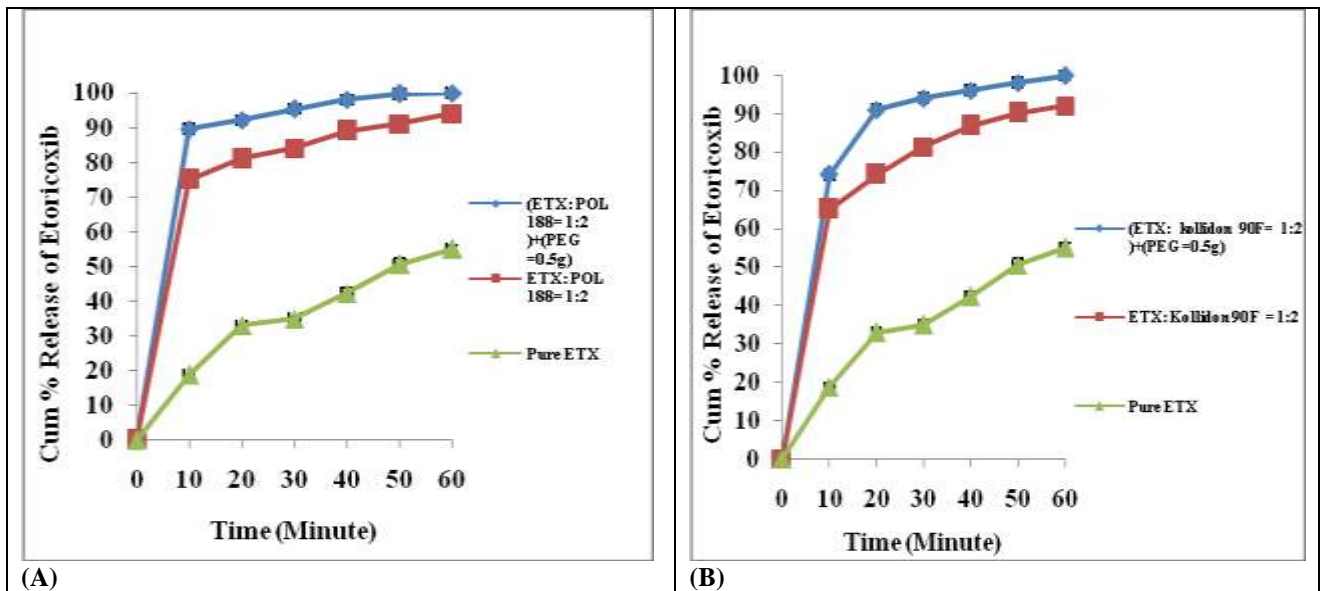 Cum % Release of Etoricoxib
100
90
80
70
60
50
40
30
20
10
0
0 10 20 30 40 50 60
Time (Minute)
(ETX: POL
188= 1:2
)+(PEG
=0.5g)
ETX: POL
188= 1:2
Pure ETX
(A)
Cum % Release of Etoricoxib
100
90
80
70
60
50
40
30
20
10
0
0 10 20 30 40 50 60
Time (Minute)
(ETX: kollidon 90F= 1:2
)+(PEG =0.5g)
ETX: Kollidon 90F = 1:2
Pure ETX
(B)